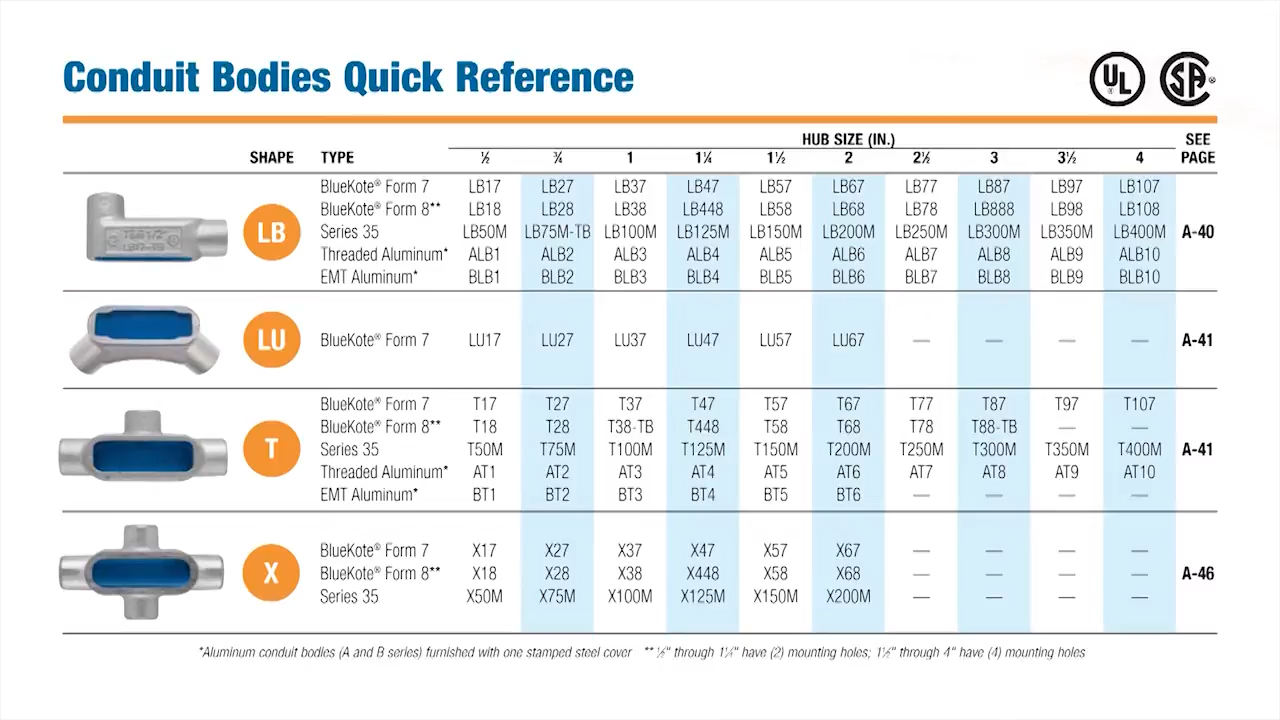 Conduit Bodies Quick Reference
UL ® SA ®
HUB SIZE (IN.) SEE
SHAPE TYPE ½ ¾ 1 1¼ 1½ 2 2½ 3 3½ 4 PAGE
BlueKote® Form 7 LB17 LB27 LB37 LB47 LB57 LB67 LB77 LB87 LB97 LB107
BlueKote® Form 8** LB18 LB28 LB38 LB448 LB58 LB68 LB78 LB888 LB98 LB108
LB Series 35 LB50M LB75M-TB LB100M LB125M LB150M LB200M LB250M LB300M LB350M LB400M A-40
Threaded Aluminum* ALB1 ALB2 ALB3 ALB4 ALB5 ALB6 ALB7 ALB8 ALB9 ALB10
EMT Aluminum* BLB1 BLB2 BLB3 BLB4 BLB5 BLB6 BLB7 BLB8 BLB9 BLB10
LU BlueKote® Form 7 LU17 LU27 LU37 LU47 LU57 LU67 — — — — A-41
BlueKote® Form 7 T17 T27 T37 T47 T57 T67 T77 T87 T97 T107
BlueKote® Form 8** T18 T28 T38-TB T448 T58 T68 T78 T88-TB — —
T Series 35 T50M T75M T100M T125M T150M T200M T250M T300M T350M T400M A-41
Threaded Aluminum* AT1 AT2 AT3 AT4 AT5 AT6 AT7 AT8 AT9 AT10
EMT Aluminum* BT1 BT2 BT3 BT4 BT5 BT6 — — — —
BlueKote® Form 7 X17 X27 X37 X47 X57 X67 — — — —
X BlueKote® Form 8** X18 X28 X38 X448 X58 X68 — — — — A-46
Series 35 X50M X75M X100M X125M X150M X200M — — — —
*Aluminum conduit bodies (A and B series) furnished with one stamped steel cover ** ½" through 1¼" have (2) mounting holes; 1½" through 4" have (4) mounting holes